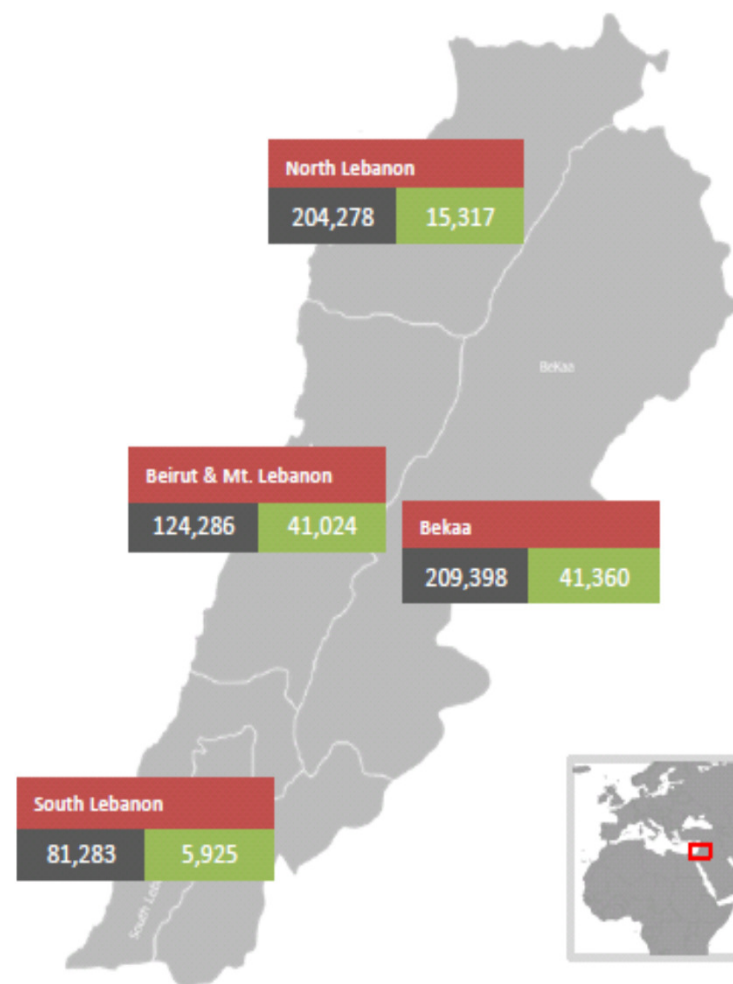 North Lebanon
204,278 15,317
BeKaa
Beirut & Mt. Lebanon
124,286 41,024
Bekaa
209,398 41,360
South Lebanon
81,283 5,925